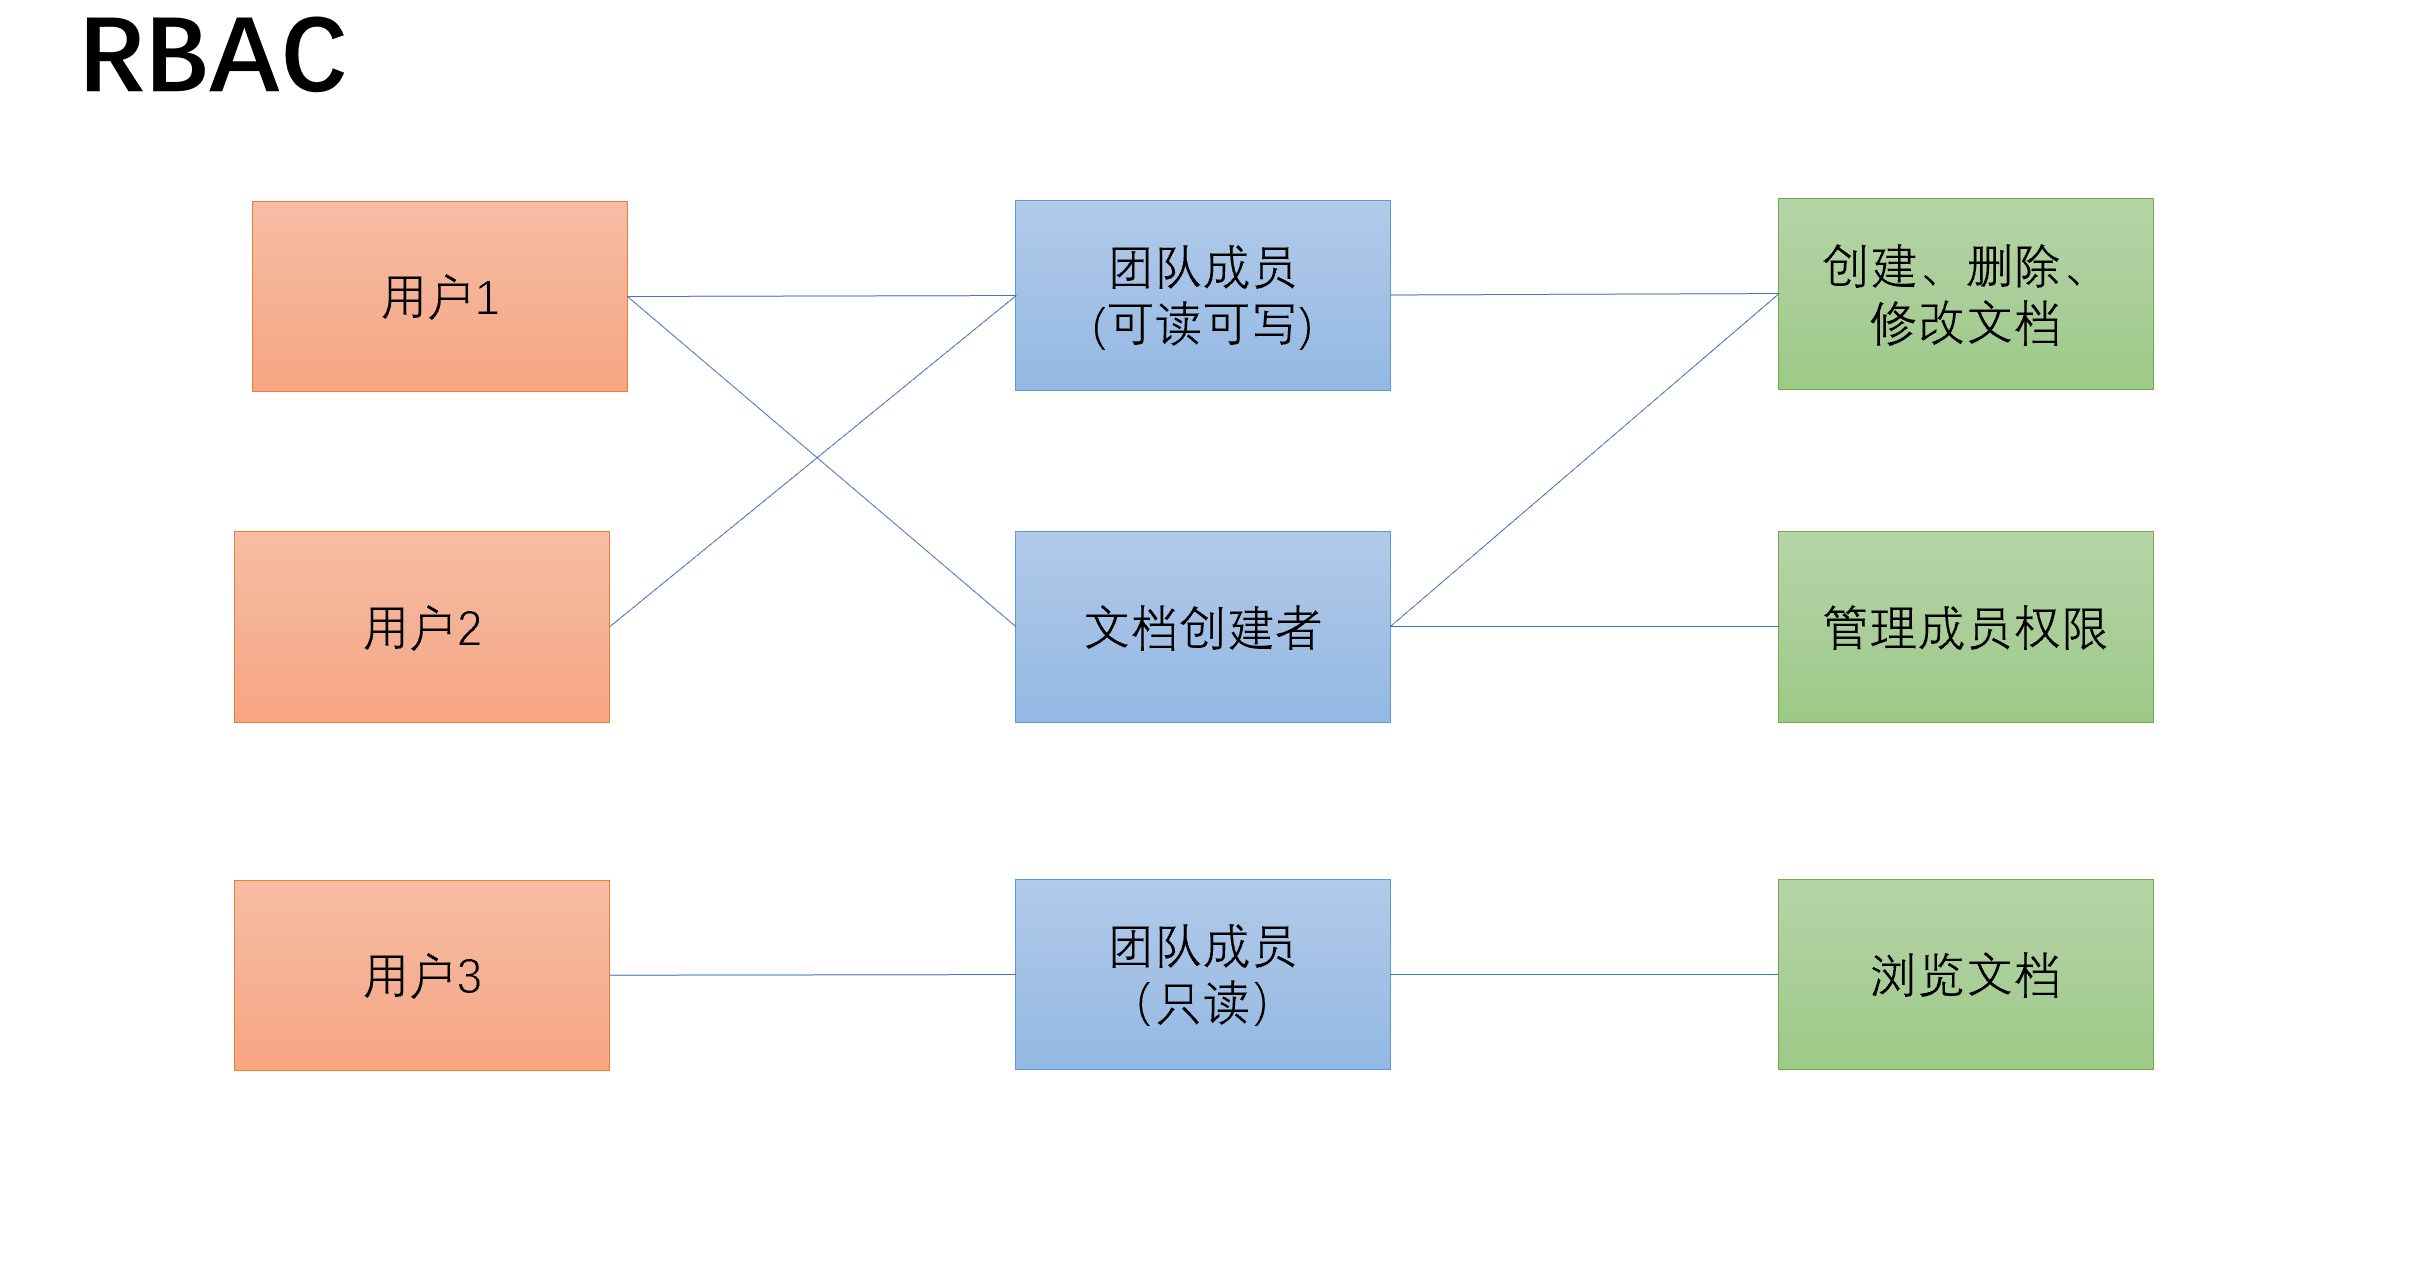 RBAC
用户1
团队成员
(可读可写)
创建、删除、
修改文档
用户2
文档创建者
管理成员权限
用户3
团队成员
（只读）
浏览文档